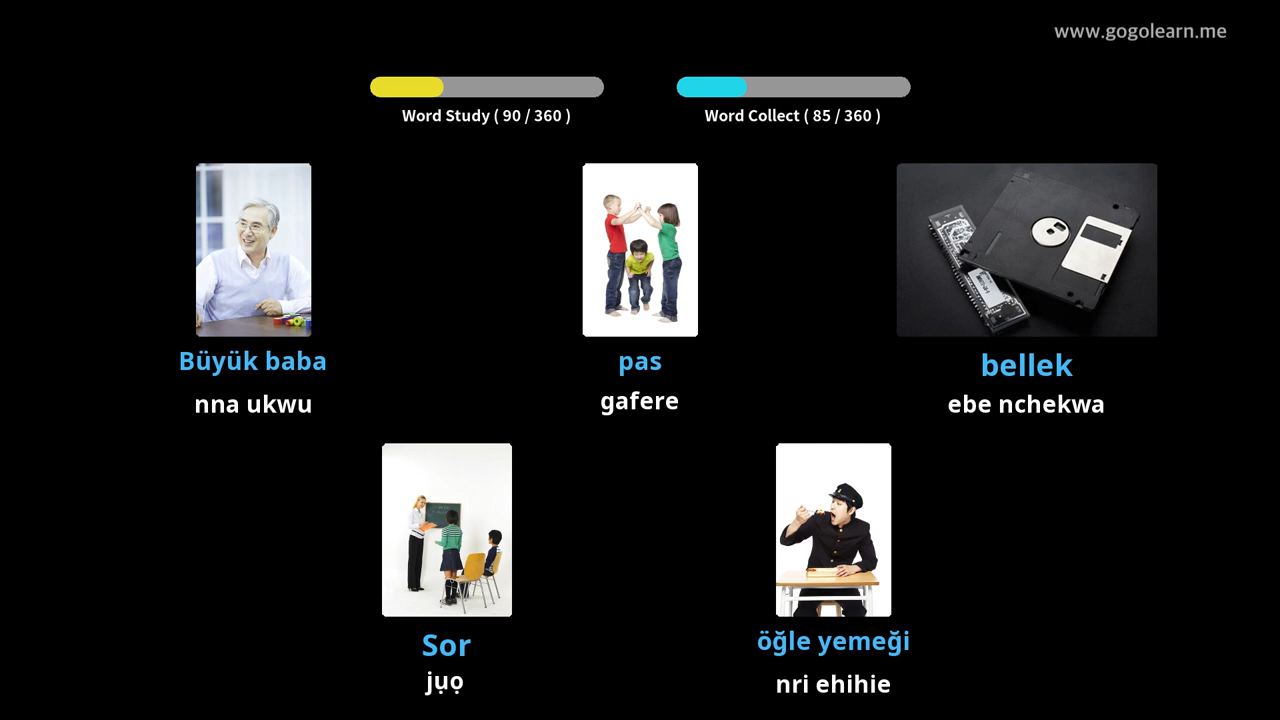 www.gogolearn.me
Word Study ( 90 / 360 )
Word Collect ( 85 / 360 )
Büyük baba
nna ukwu
pas
gafere
bellek
ebe nchekwa
Sor
jụọ
öğle yemeği
nri ehihie